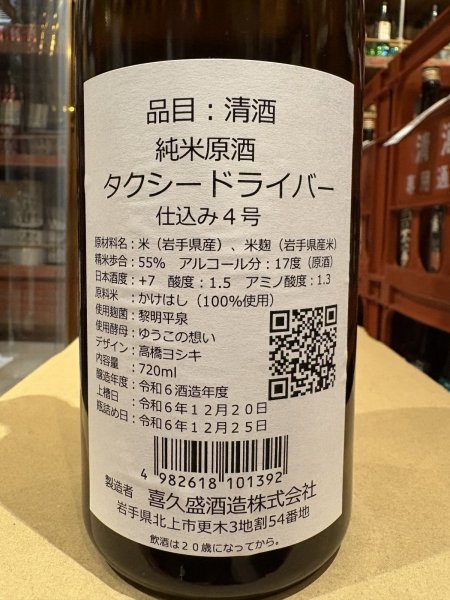 品目：清酒
純米原酒
タクシードライバー
仕込み４号
原材料名：米（岩手県産）、米麹（岩手県産米）
精米歩合：55％ アルコール分：17度（原酒）
日本酒度：+7 酸度：1.5 アミノ酸度：1.3
原料米 ：かけはし（100％使用）
使用麹菌：黎明平泉
使用酵母：ゆうこの想い
デザイン：高橋ヨシキ
内容量 ：720ml
醸造年度：令和６酒造年度
上槽日 ：令和６年１２月２０日
瓶詰め日：令和６年１２月２５日
4 982618 101392
製造者 喜久盛酒造株式会社
岩手県北上市更木3地割54番地
飲酒は２０歳になってから。
清酒
専用通